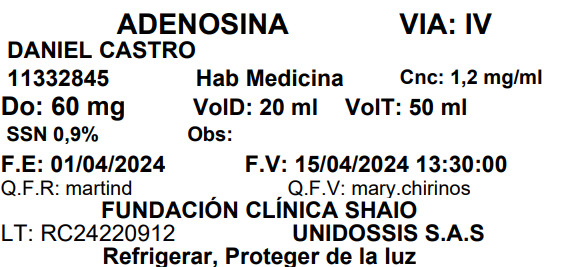 ADENOSINA VIA: IV
DANIEL CASTRO
11332845 Hab Medicina Cnc: 1,2 mg/ml
Do: 60 mg VolD: 20 ml VolT: 50 ml
SSN 0,9% Obs:
F.E: 01/04/2024 F.V: 15/04/2024 13:30:00
Q.F.R: martind Q.F.V: mary.chirinos
FUNDACIÓN CLÍNICA SHAIO
LT: RC24220912 UNIDOSSIS S.A.S
Refrigerar, Proteger de la luz